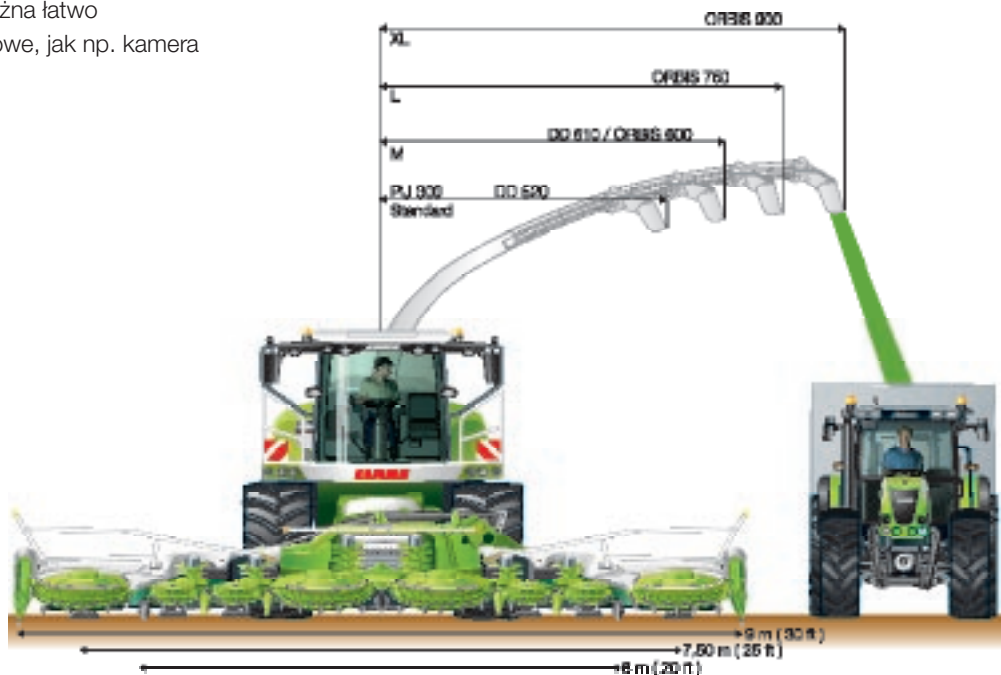 żna łatwo
owe, jak np. kamera
ORBIS 900
XL
ORBIS 750
L
DD 610 / ORBIS 600
M
PU 300 DD 520
Standard
CLAAS
9 m ( 30 ft )
7,50 m ( 25 ft )
6 m ( 20 ft )